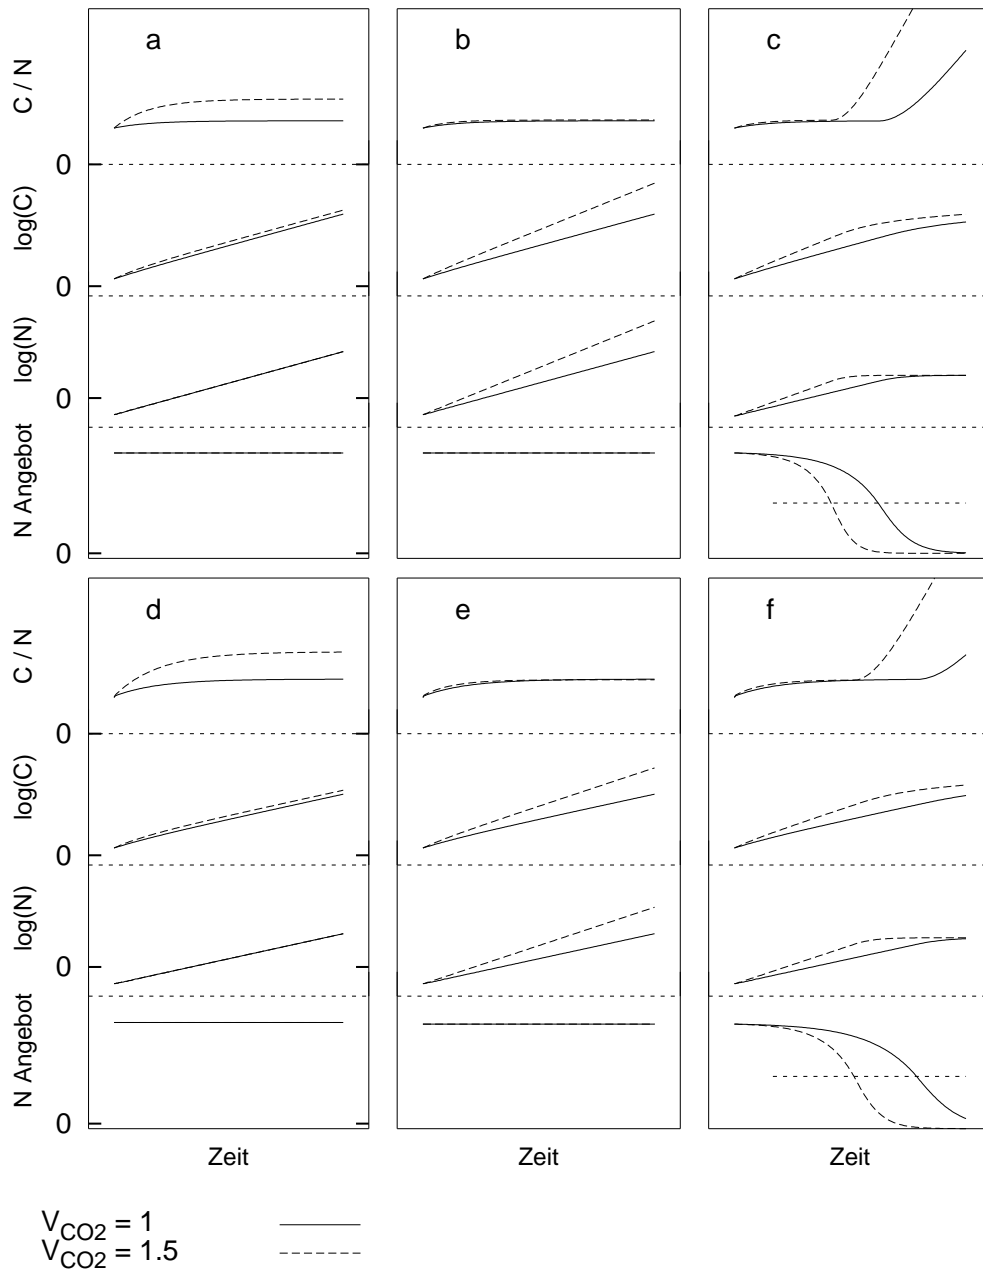 a
b
c
C / N
0
log(C)
0
log(N)
0
N Angebot
0
d
e
f
C / N
0
log(C)
0
log(N)
0
N Angebot
0
Zeit
Zeit
Zeit
V_CO2 = 1
V_CO2 = 1.5